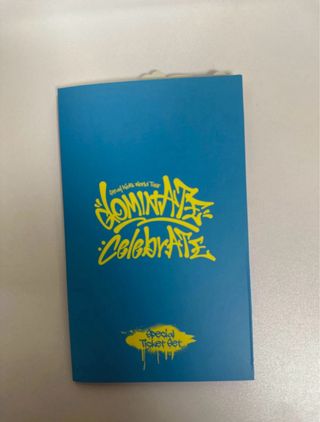 Stray Kids World Tour
dominATE
CelebrATE
Special
Ticket Set